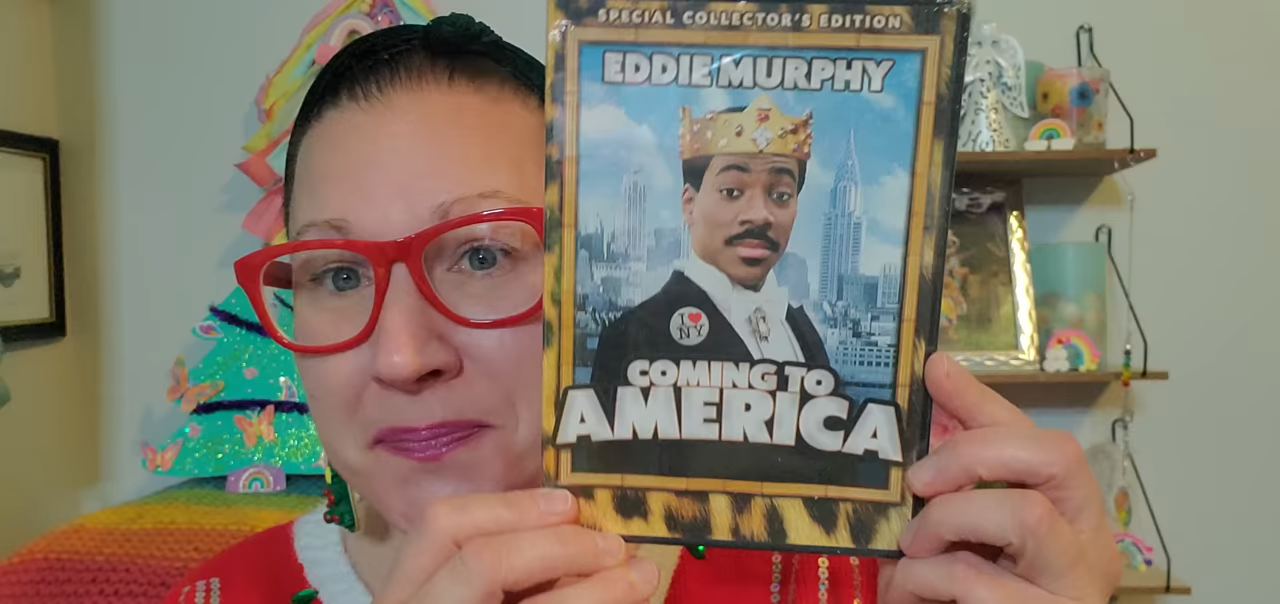 SPECIAL COLLECTOR'S EDITION
EDDIE MURPHY
I ❤ NY
COMING TO
AMERICA